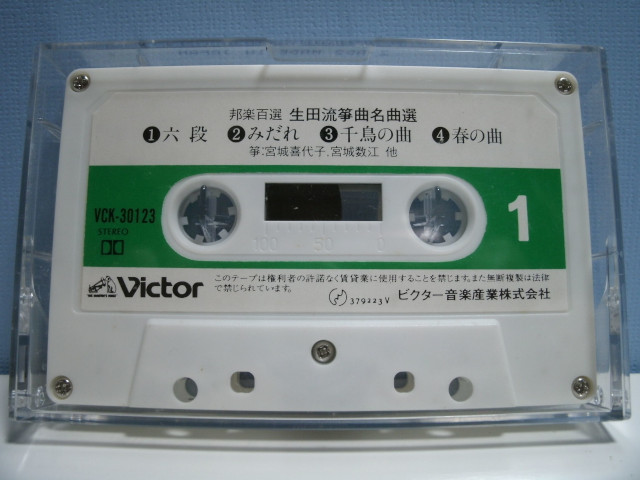 邦楽百選 生田流箏曲名曲選
❶六段 ❷みだれ ❸千鳥の曲 ❹春の曲
箏:宮城喜代子,宮城数江 他
VCK-30123
STEREO
1
100 50 0
Victor
このテープは権利者の許諾なく賃貸業に使用することを禁じます。また無断複製は法律
で禁じられています。
379223V ビクター音楽産業株式会社